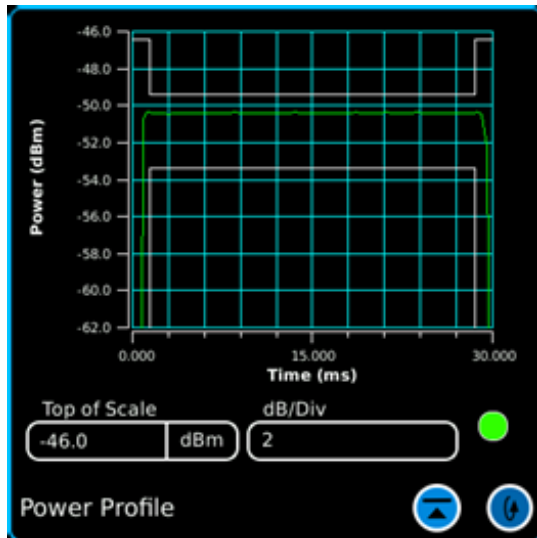 -46.0
-48.0
-50.0
-52.0
-54.0
-56.0
-58.0
-60.0
-62.0
Power (dBm)
0.000 15.000 30.000
Time (ms)
Top of Scale dB/Div
-46.0 dBm 2
Power Profile